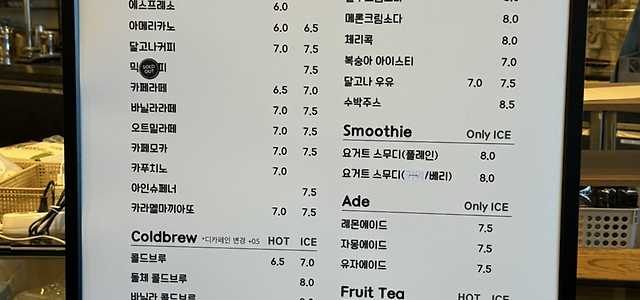 에스프레소 6.0
아메리카노 6.0 6.5
달고나커피 7.0 7.5
믹 SOLD OUT 피 7.5
카페라떼 6.5 7.0
바닐라라떼 7.0 7.5
오트밀라떼 7.0 7.5
카페모카 7.0 7.5
카푸치노 7.0
아인슈페너 7.5
카라멜마끼아또 7.0 7.5
Coldbrew *디카페인 변경 +0.5 HOT ICE
콜드브루 6.5 7.0
돌체 콜드브루 8.0
바닐라 콜드브루
8.0
메론크림소다 8.0
체리콕 8.0
복숭아 아이스티 7.0
달고나 우유 7.0 7.5
수박주스 8.5
Smoothie Only ICE
요거트 스무디(플레인) 8.0
요거트 스무디( /베리) 8.0
Ade Only ICE
레몬에이드 7.5
자몽에이드 7.5
유자에이드 7.5
Fruit Tea HOT ICE